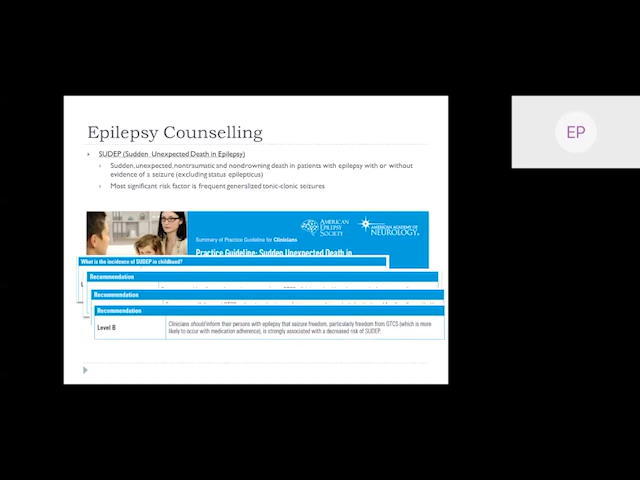 Epilepsy Counselling
SUDEP (Sudden Unexpected Death in Epilepsy)
Sudden, unexpected, nontraumatic and nondrowning death in patients with epilepsy with or without
evidence of a seizure (excluding status epilepticus)
Most significant risk factor is frequent generalized tonic-clonic seizures
AMERICAN
EPILEPSY
SOCIETY
AMERICAN ACADEMY OF
NEUROLOGY.
Summary of Practice Guideline for Clinicians
Practice Guideline: Sudden Unexpected Death in
What is the incidence of SUDEP in childhood?
Recommendation
Recommendation
Recommendation
Level B
Clinicians should inform their persons with epilepsy that seizure freedom, particularly freedom from GTCS (which is more
likely to occur with medication adherence), is strongly associated with a decreased risk of SUDEP.
EP